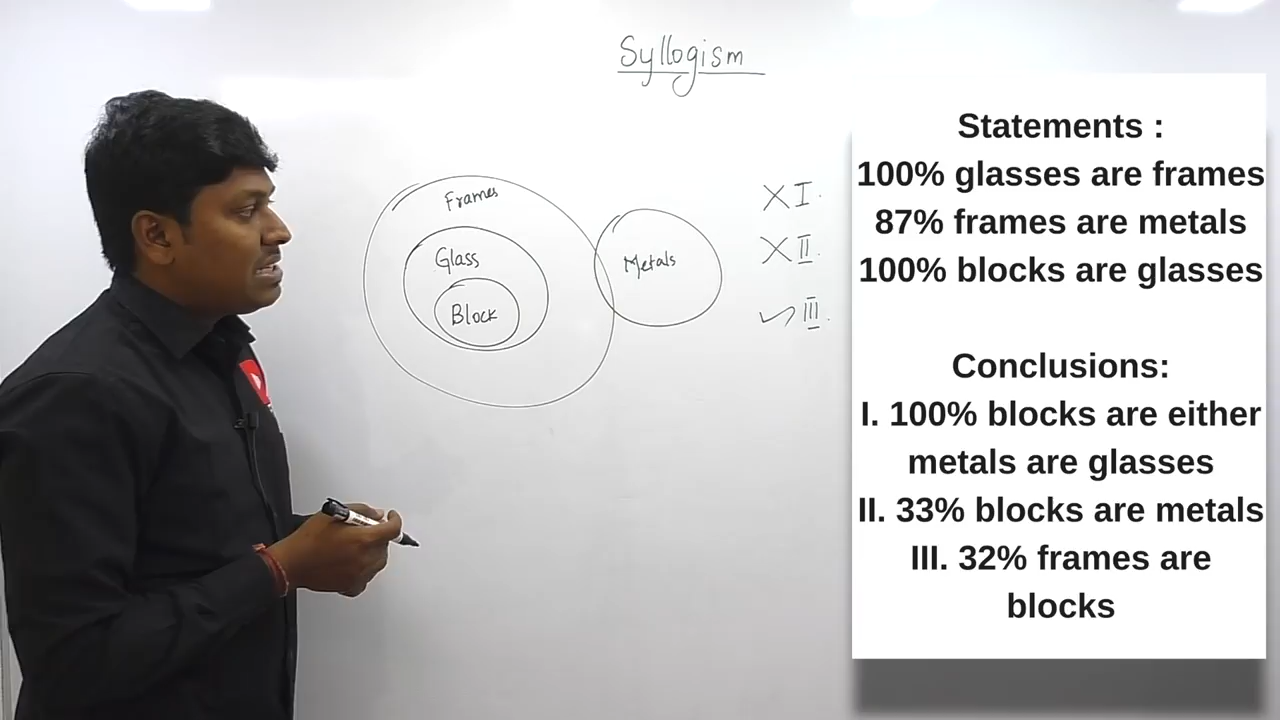 Syllogism
Frames
Glass
Block
Metals
X I.
X II.
✓ III.
Statements :
100% glasses are frames
87% frames are metals
100% blocks are glasses
Conclusions:
I. 100% blocks are either
metals are glasses
II. 33% blocks are metals
III. 32% frames are
blocks